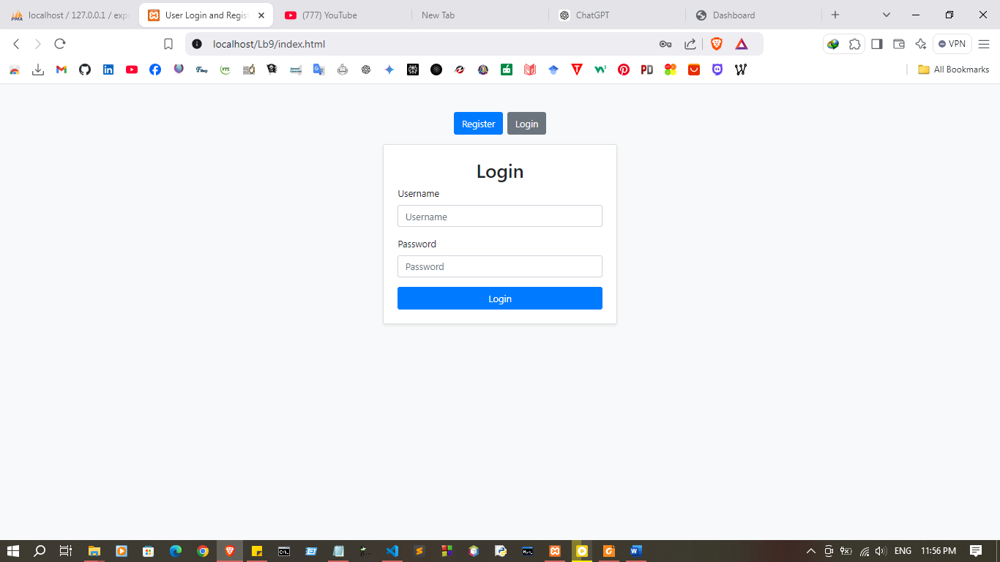 localhost / 127.0.0.1 / exp
User Login and Regist
(777) YouTube
New Tab
ChatGPT
Dashboard
localhost/Lb9/index.html
VPN
All Bookmarks
Register
Login
Login
Username
Username
Password
Password
Login
ENG
11:56 PM